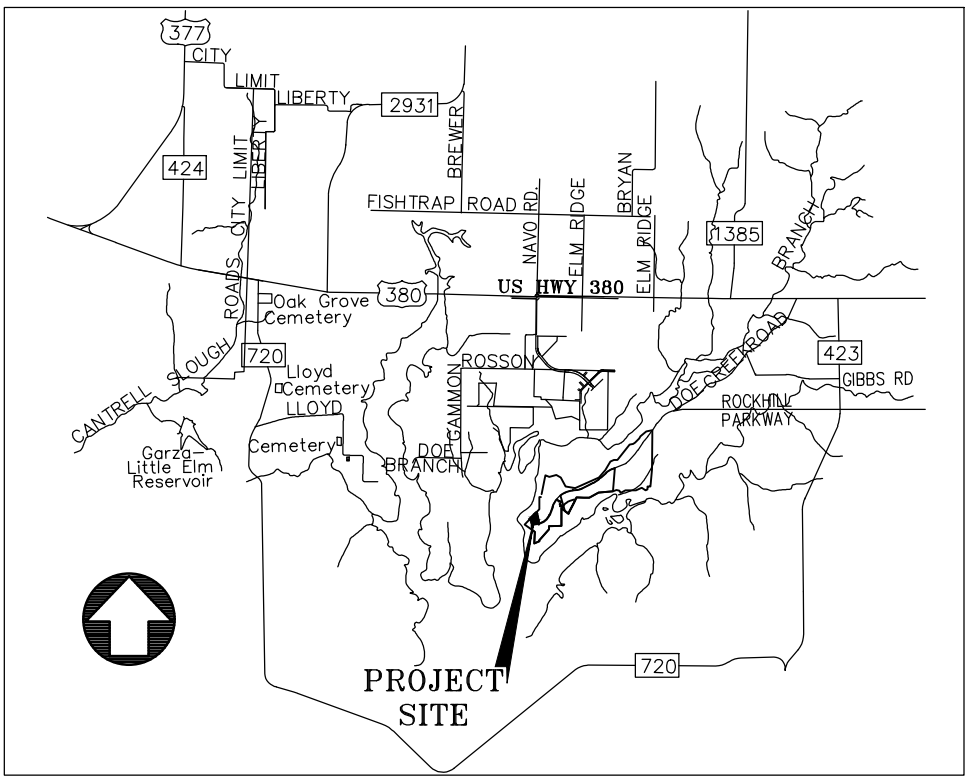 377
CITY
LIMIT
LIBERTY
2931
424
CITY LIMIT
LIBER
BREWER
FISHTRAP ROAD
NAVO RD.
ELM RIDGE
BRYAN
ELM RIDGE
1385
BRANCH
ROADS
380
US HWY 380
Oak Grove
Cemetery
720
SLOUGH
CANTRELL
Lloyd
Cemetery
LLOYD
ROSSON
GAMMON
DOE CREEK ROAD
423
GIBBS RD
ROCKHILL
PARKWAY
Cemetery
DOE
BRANCH
Garza-
Little Elm
Reservoir
720
PROJECT
SITE